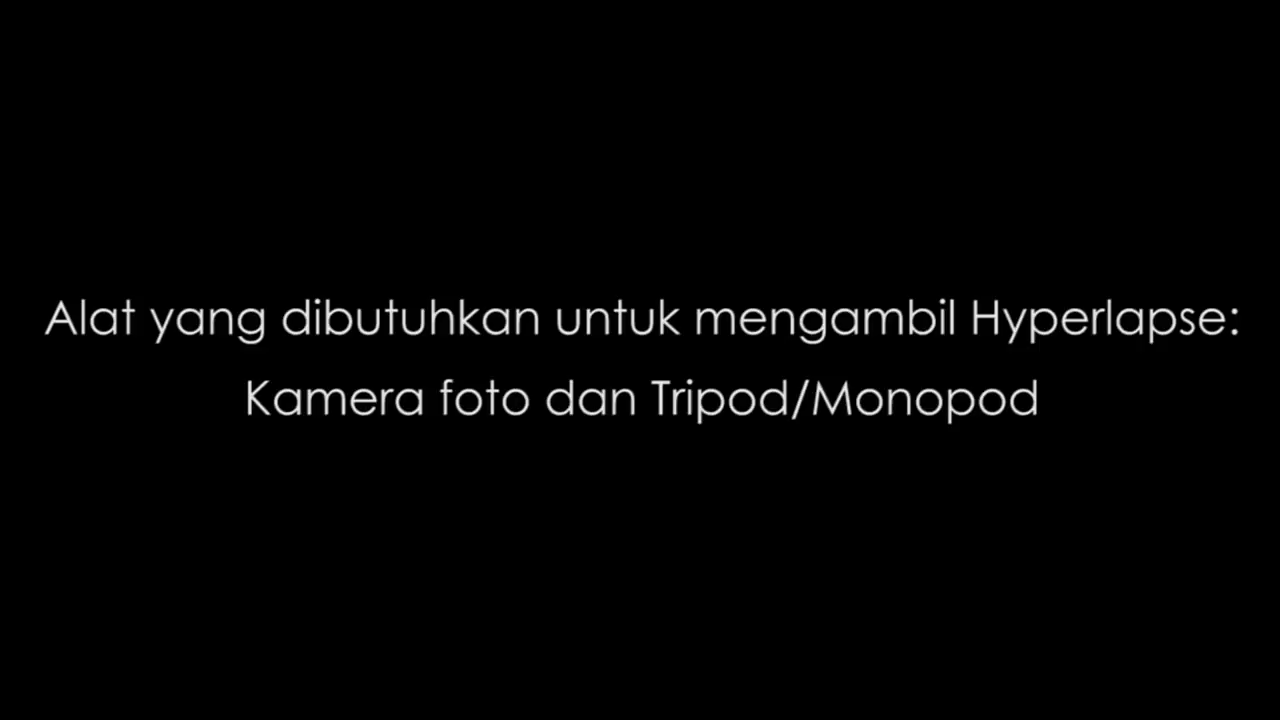 Alat yang dibutuhkan untuk mengambil Hyperlapse:
Kamera foto dan Tripod/Monopod